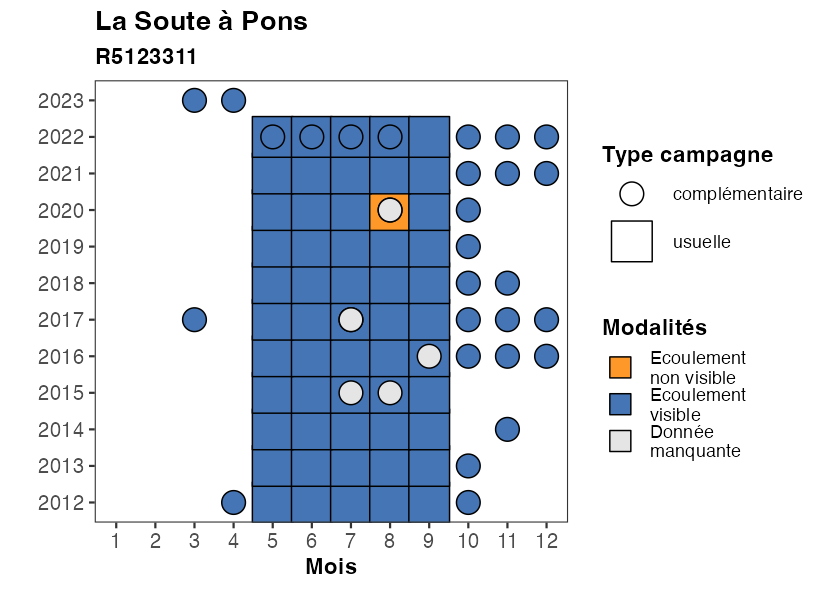 La Soute à Pons
R5123311
2023
2022
2021
2020
2019
2018
2017
2016
2015
2014
2013
2012
1 2 3 4 5 6 7 8 9 10 11 12
Mois
Type campagne
complémentaire
usuelle
Modalités
Ecoulement
non visible
Ecoulement
visible
Donnée
manquante